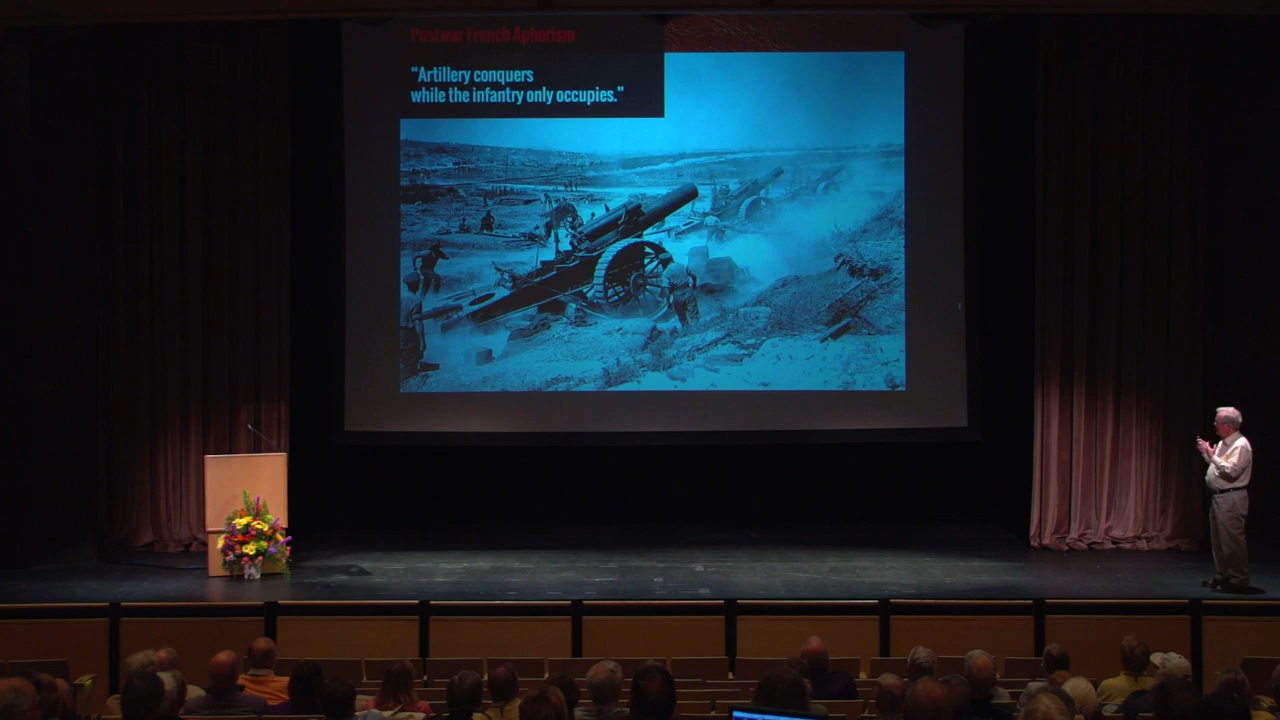 Postwar French Aphorism
“Artillery conquers
while the infantry only occupies."